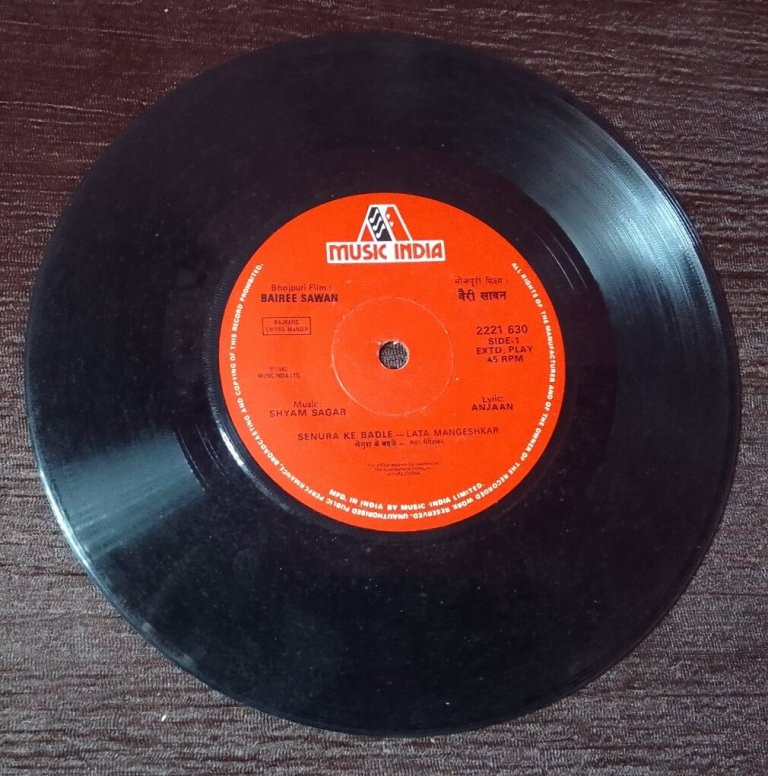 MUSIC INDIA
Bhojpuri Film :
BAIREE SAWAN
भोजपुरी फिल्म :
बैरी सावन
RAJPATH
CHITRA MANDIR
2221 630
SIDE-1
EXTD. PLAY
45 RPM
MUSIC INDIA LTD.
Music
SHYAM SAGAR
Lyric:
ANJAAN
SENURA KE BADLE — LATA MANGESHKAR
सेनुरा के बदले — लता मंगेशकर
MFD. IN INDIA BY MUSIC INDIA LIMITED.
ALL RIGHTS OF THE MANUFACTURER AND OF THE OWNER OF THE RECORDED WORK RESERVED. UNAUTHORISED PUBLIC PERFORMANCE, BROADCASTING AND COPYING OF THIS RECORD PROHIBITED.